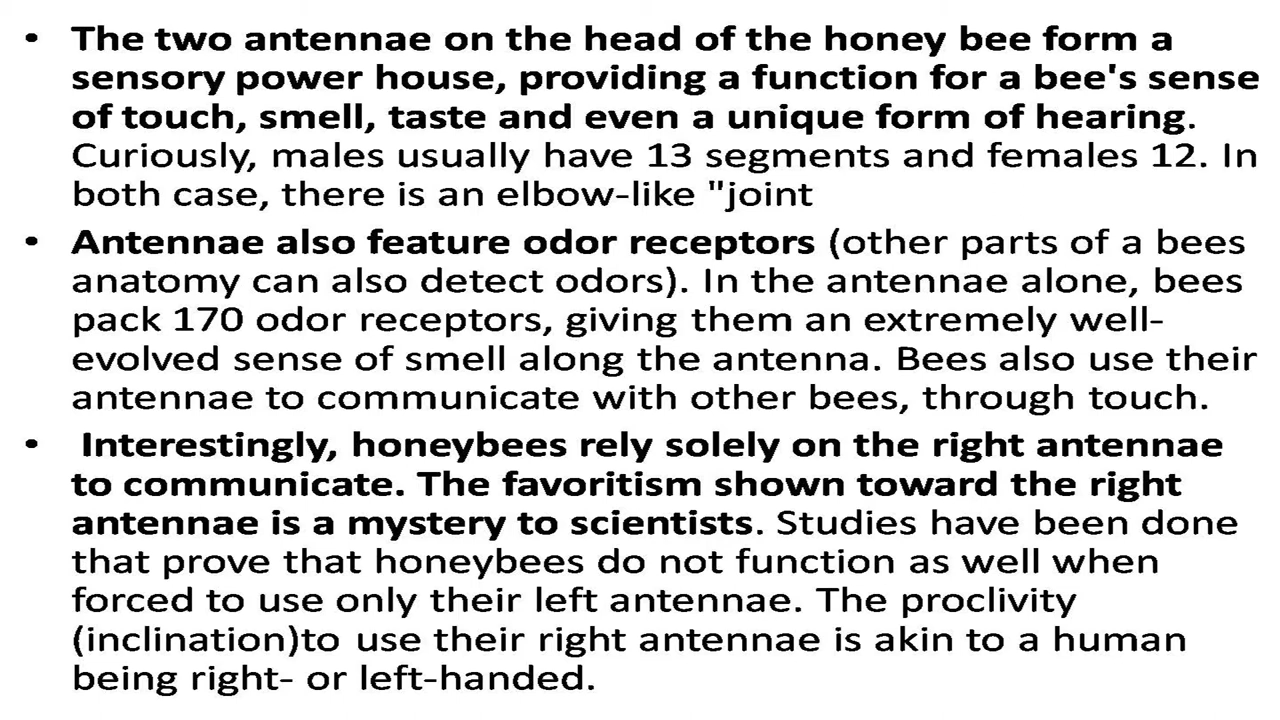 • The two antennae on the head of the honey bee form a
sensory power house, providing a function for a bee's sense
of touch, smell, taste and even a unique form of hearing.
Curiously, males usually have 13 segments and females 12. In
both case, there is an elbow-like "joint
• Antennae also feature odor receptors (other parts of a bees
anatomy can also detect odors). In the antennae alone, bees
pack 170 odor receptors, giving them an extremely well-
evolved sense of smell along the antenna. Bees also use their
antennae to communicate with other bees, through touch.
• Interestingly, honeybees rely solely on the right antennae
to communicate. The favoritism shown toward the right
antennae is a mystery to scientists. Studies have been done
that prove that honeybees do not function as well when
forced to use only their left antennae. The proclivity
(inclination)to use their right antennae is akin to a human
being right- or left-handed.